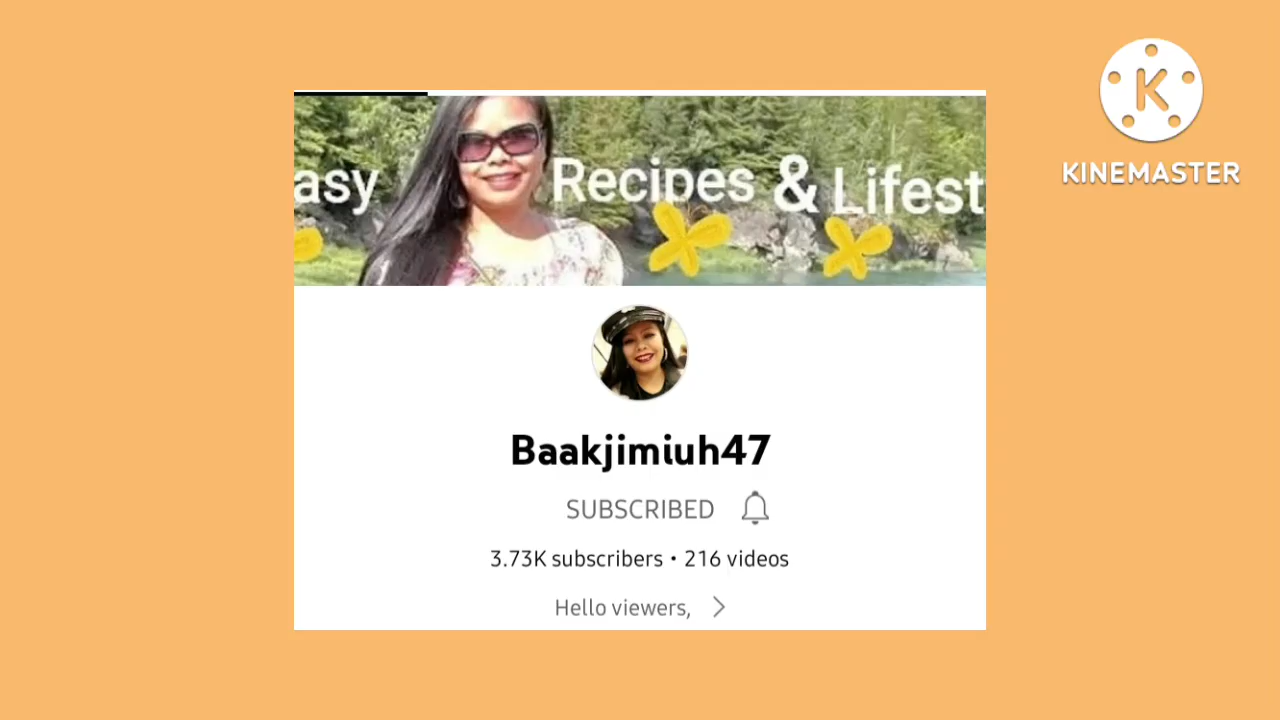 asy Recipes & Lifest
K
KINEMASTER
Baakjimiuh47
SUBSCRIBED
3.73K subscribers • 216 videos
Hello viewers,